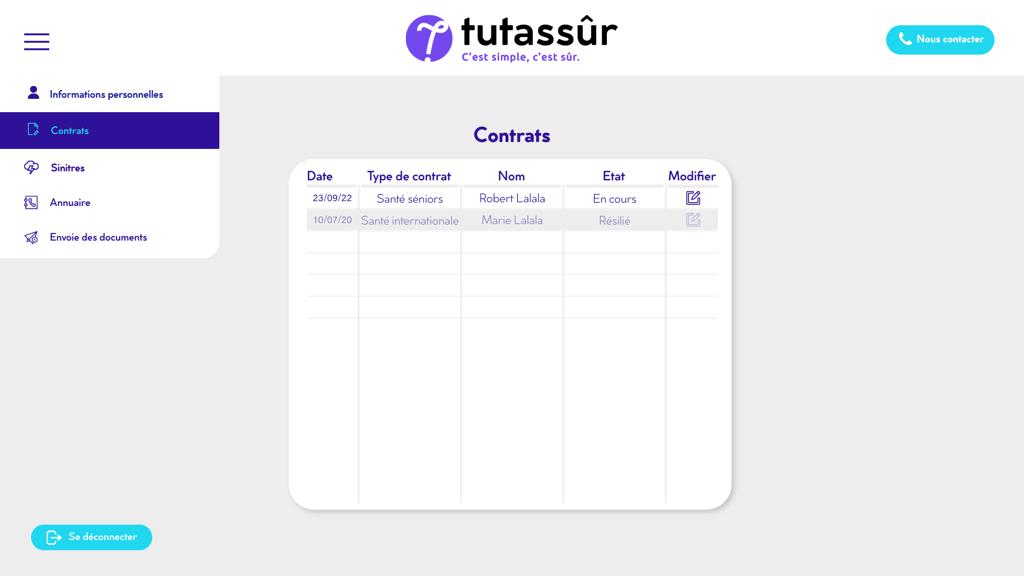 tutassûr
C'est simple, c'est sûr.
Nous contacter
Informations personnelles
Contrats
Sinitres
Annuaire
Envoie des documents
Contrats
Date Type de contrat Nom Etat Modifier
23/09/22 Santé séniors Robert Lalala En cours
10/07/20 Santé internationale Marie Lalala Résilié
Se déconnecter